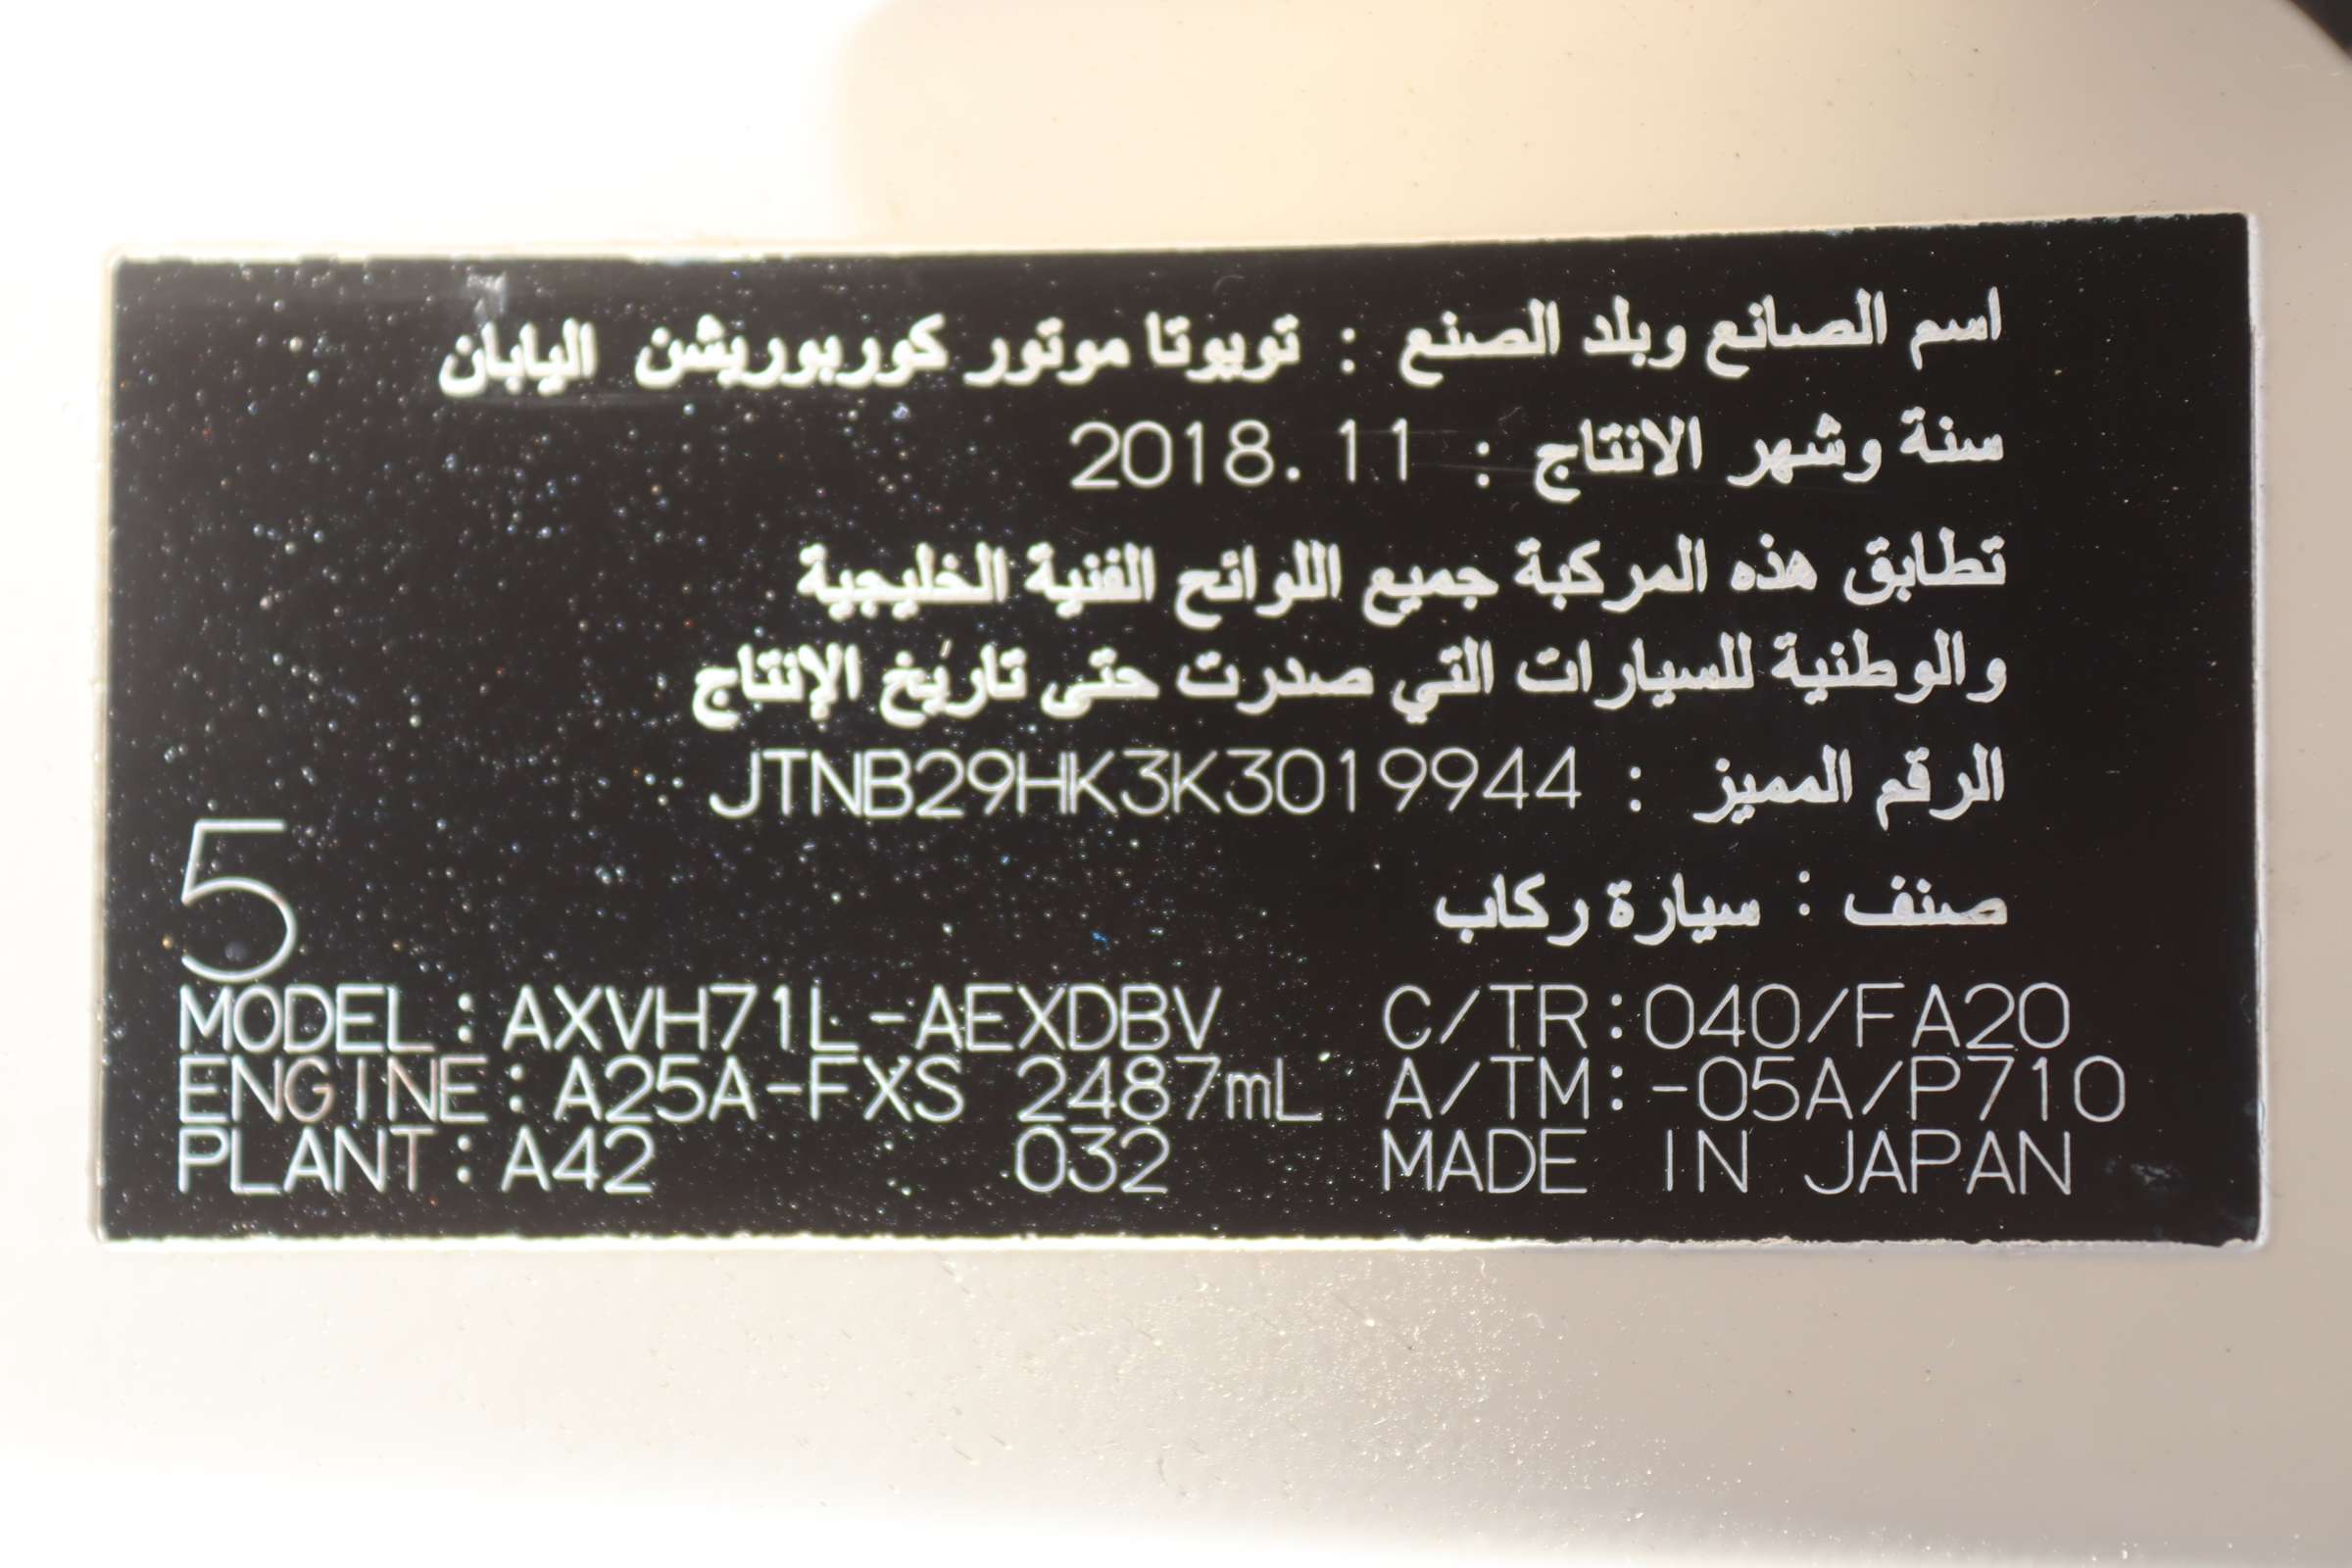 اسم الصانع وبلد الصنع : تويوتا موتور كوربوريشن اليابان
سنة وشهر الانتاج : 2018.11
تطابق هذه المركبة جميع اللوائح الفنية الخليجية
والوطنية للسيارات التي صدرت حتى تاريخ الإنتاج
الرقم المميز : JTNB29HK3K3019944
صنف : سيارة ركاب
5
MODEL:AXVH71L-AEXDBV C/TR:040/FA20
ENGINE:A25A-FXS 2487mL A/TM:-05A/P710
PLANT:A42 032 MADE IN JAPAN